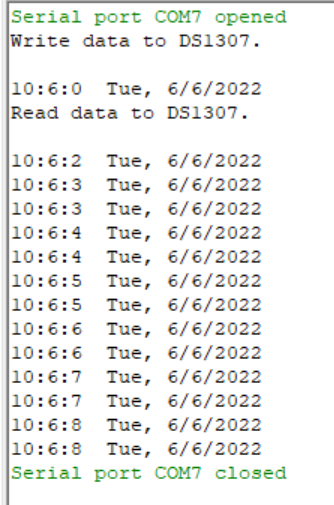 Serial port COM7 opened
Write data to DS1307.
10:6:0  Tue, 6/6/2022
Read data to DS1307.
10:6:2  Tue, 6/6/2022
10:6:3  Tue, 6/6/2022
10:6:3  Tue, 6/6/2022
10:6:4  Tue, 6/6/2022
10:6:4  Tue, 6/6/2022
10:6:5  Tue, 6/6/2022
10:6:5  Tue, 6/6/2022
10:6:6  Tue, 6/6/2022
10:6:6  Tue, 6/6/2022
10:6:7  Tue, 6/6/2022
10:6:7  Tue, 6/6/2022
10:6:8  Tue, 6/6/2022
10:6:8  Tue, 6/6/2022
Serial port COM7 closed